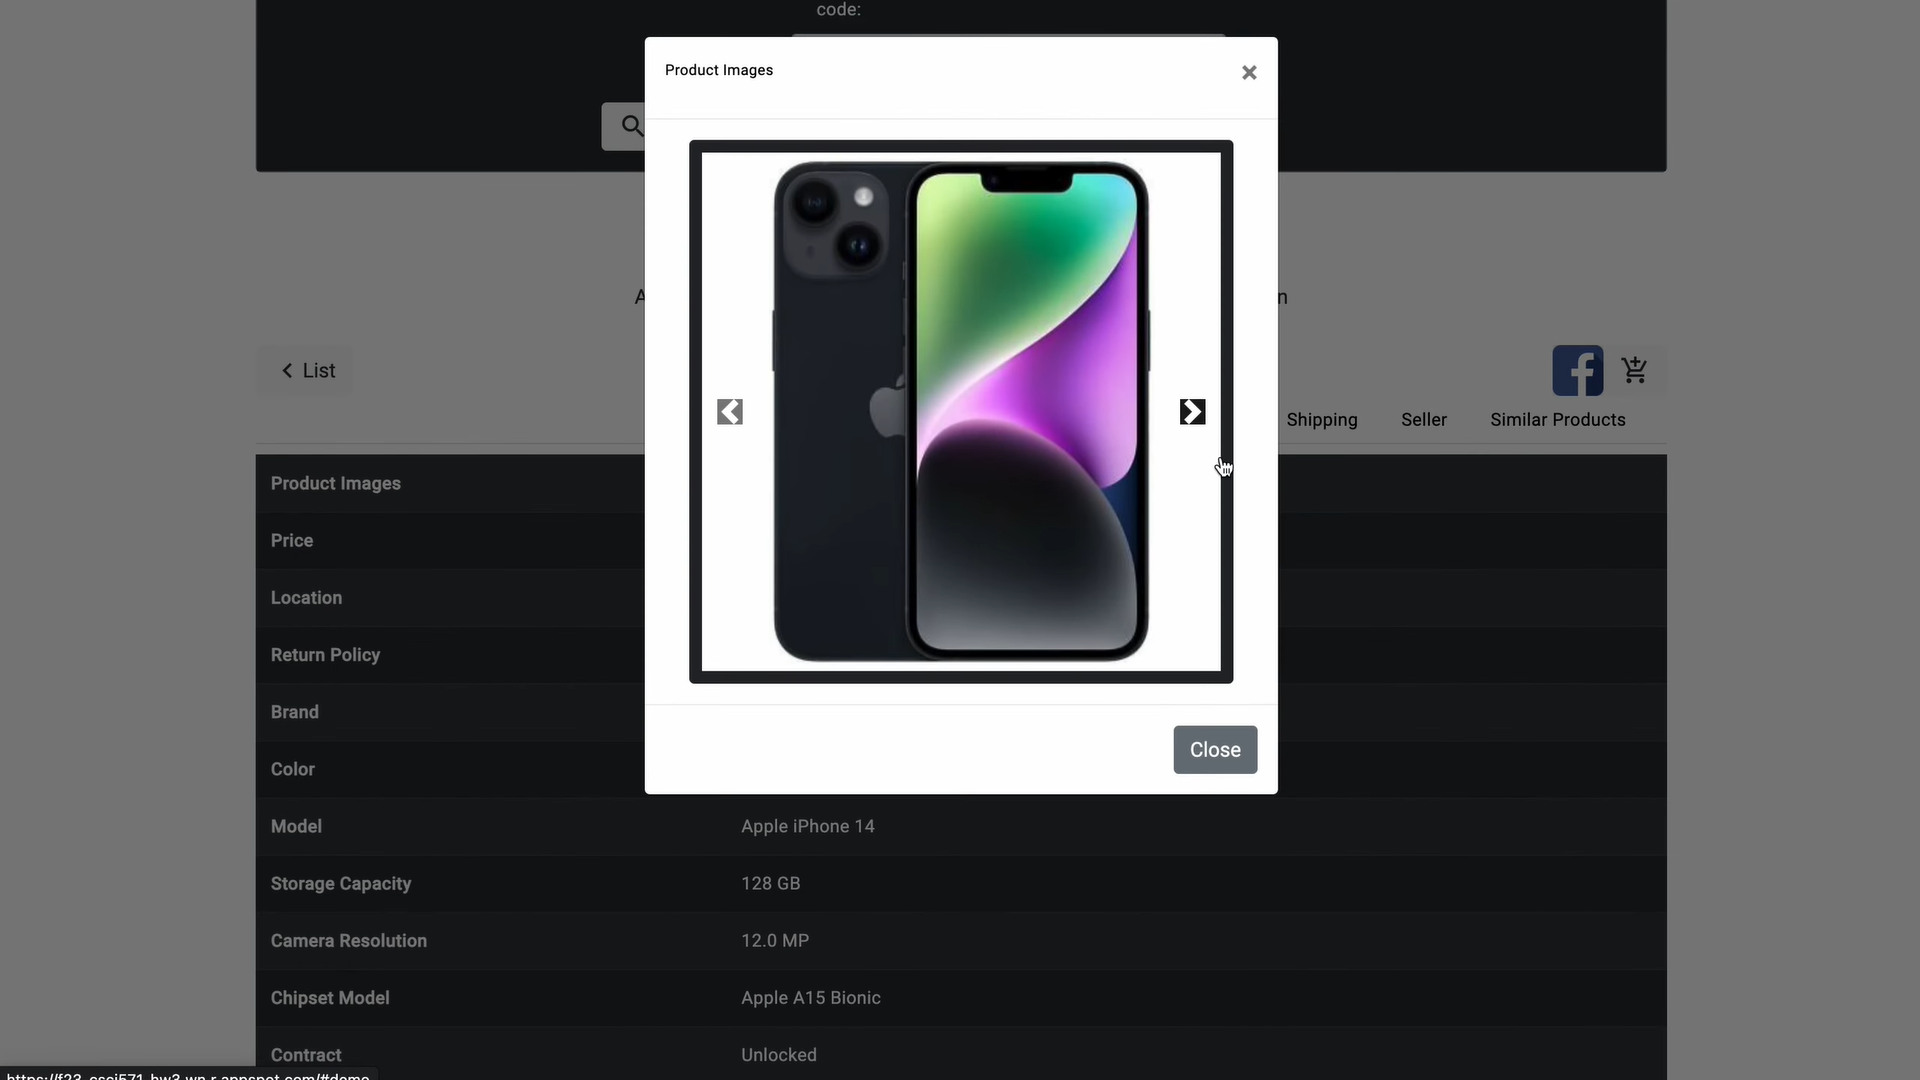 code:
Product Images
×
A
n
List
Shipping
Seller
Similar Products
Product Images
Price
Location
Return Policy
Brand
Color
Close
Model
Apple iPhone 14
Storage Capacity
128 GB
Camera Resolution
12.0 MP
Chipset Model
Apple A15 Bionic
Contract
Unlocked
https://f23-csci571-hw3.wn.r.appspot.com/#demo